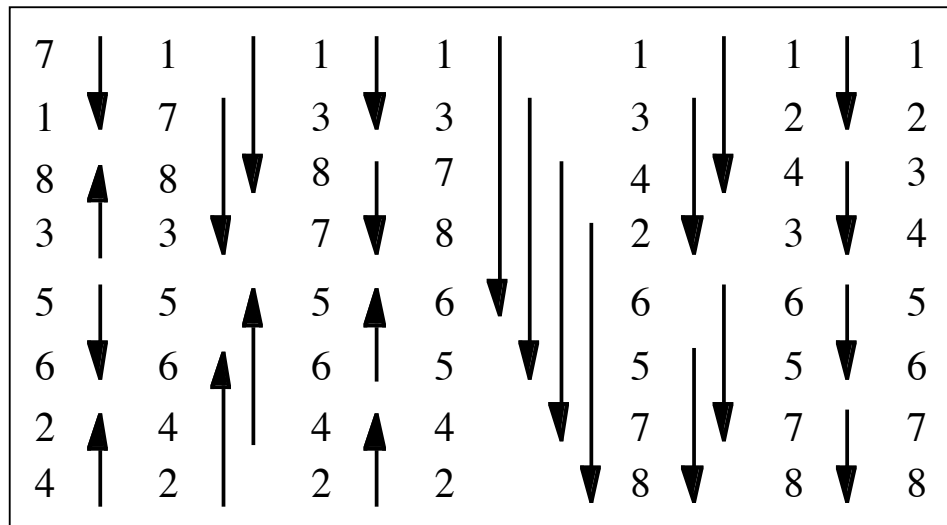 7 1 1 1 1 1 1
1 7 3 3 3 2 2
8 8 8 7 4 4 3
3 3 7 8 2 3 4
5 5 5 6 6 6 5
6 6 6 5 5 5 6
2 4 4 4 7 7 7
4 2 2 2 8 8 8